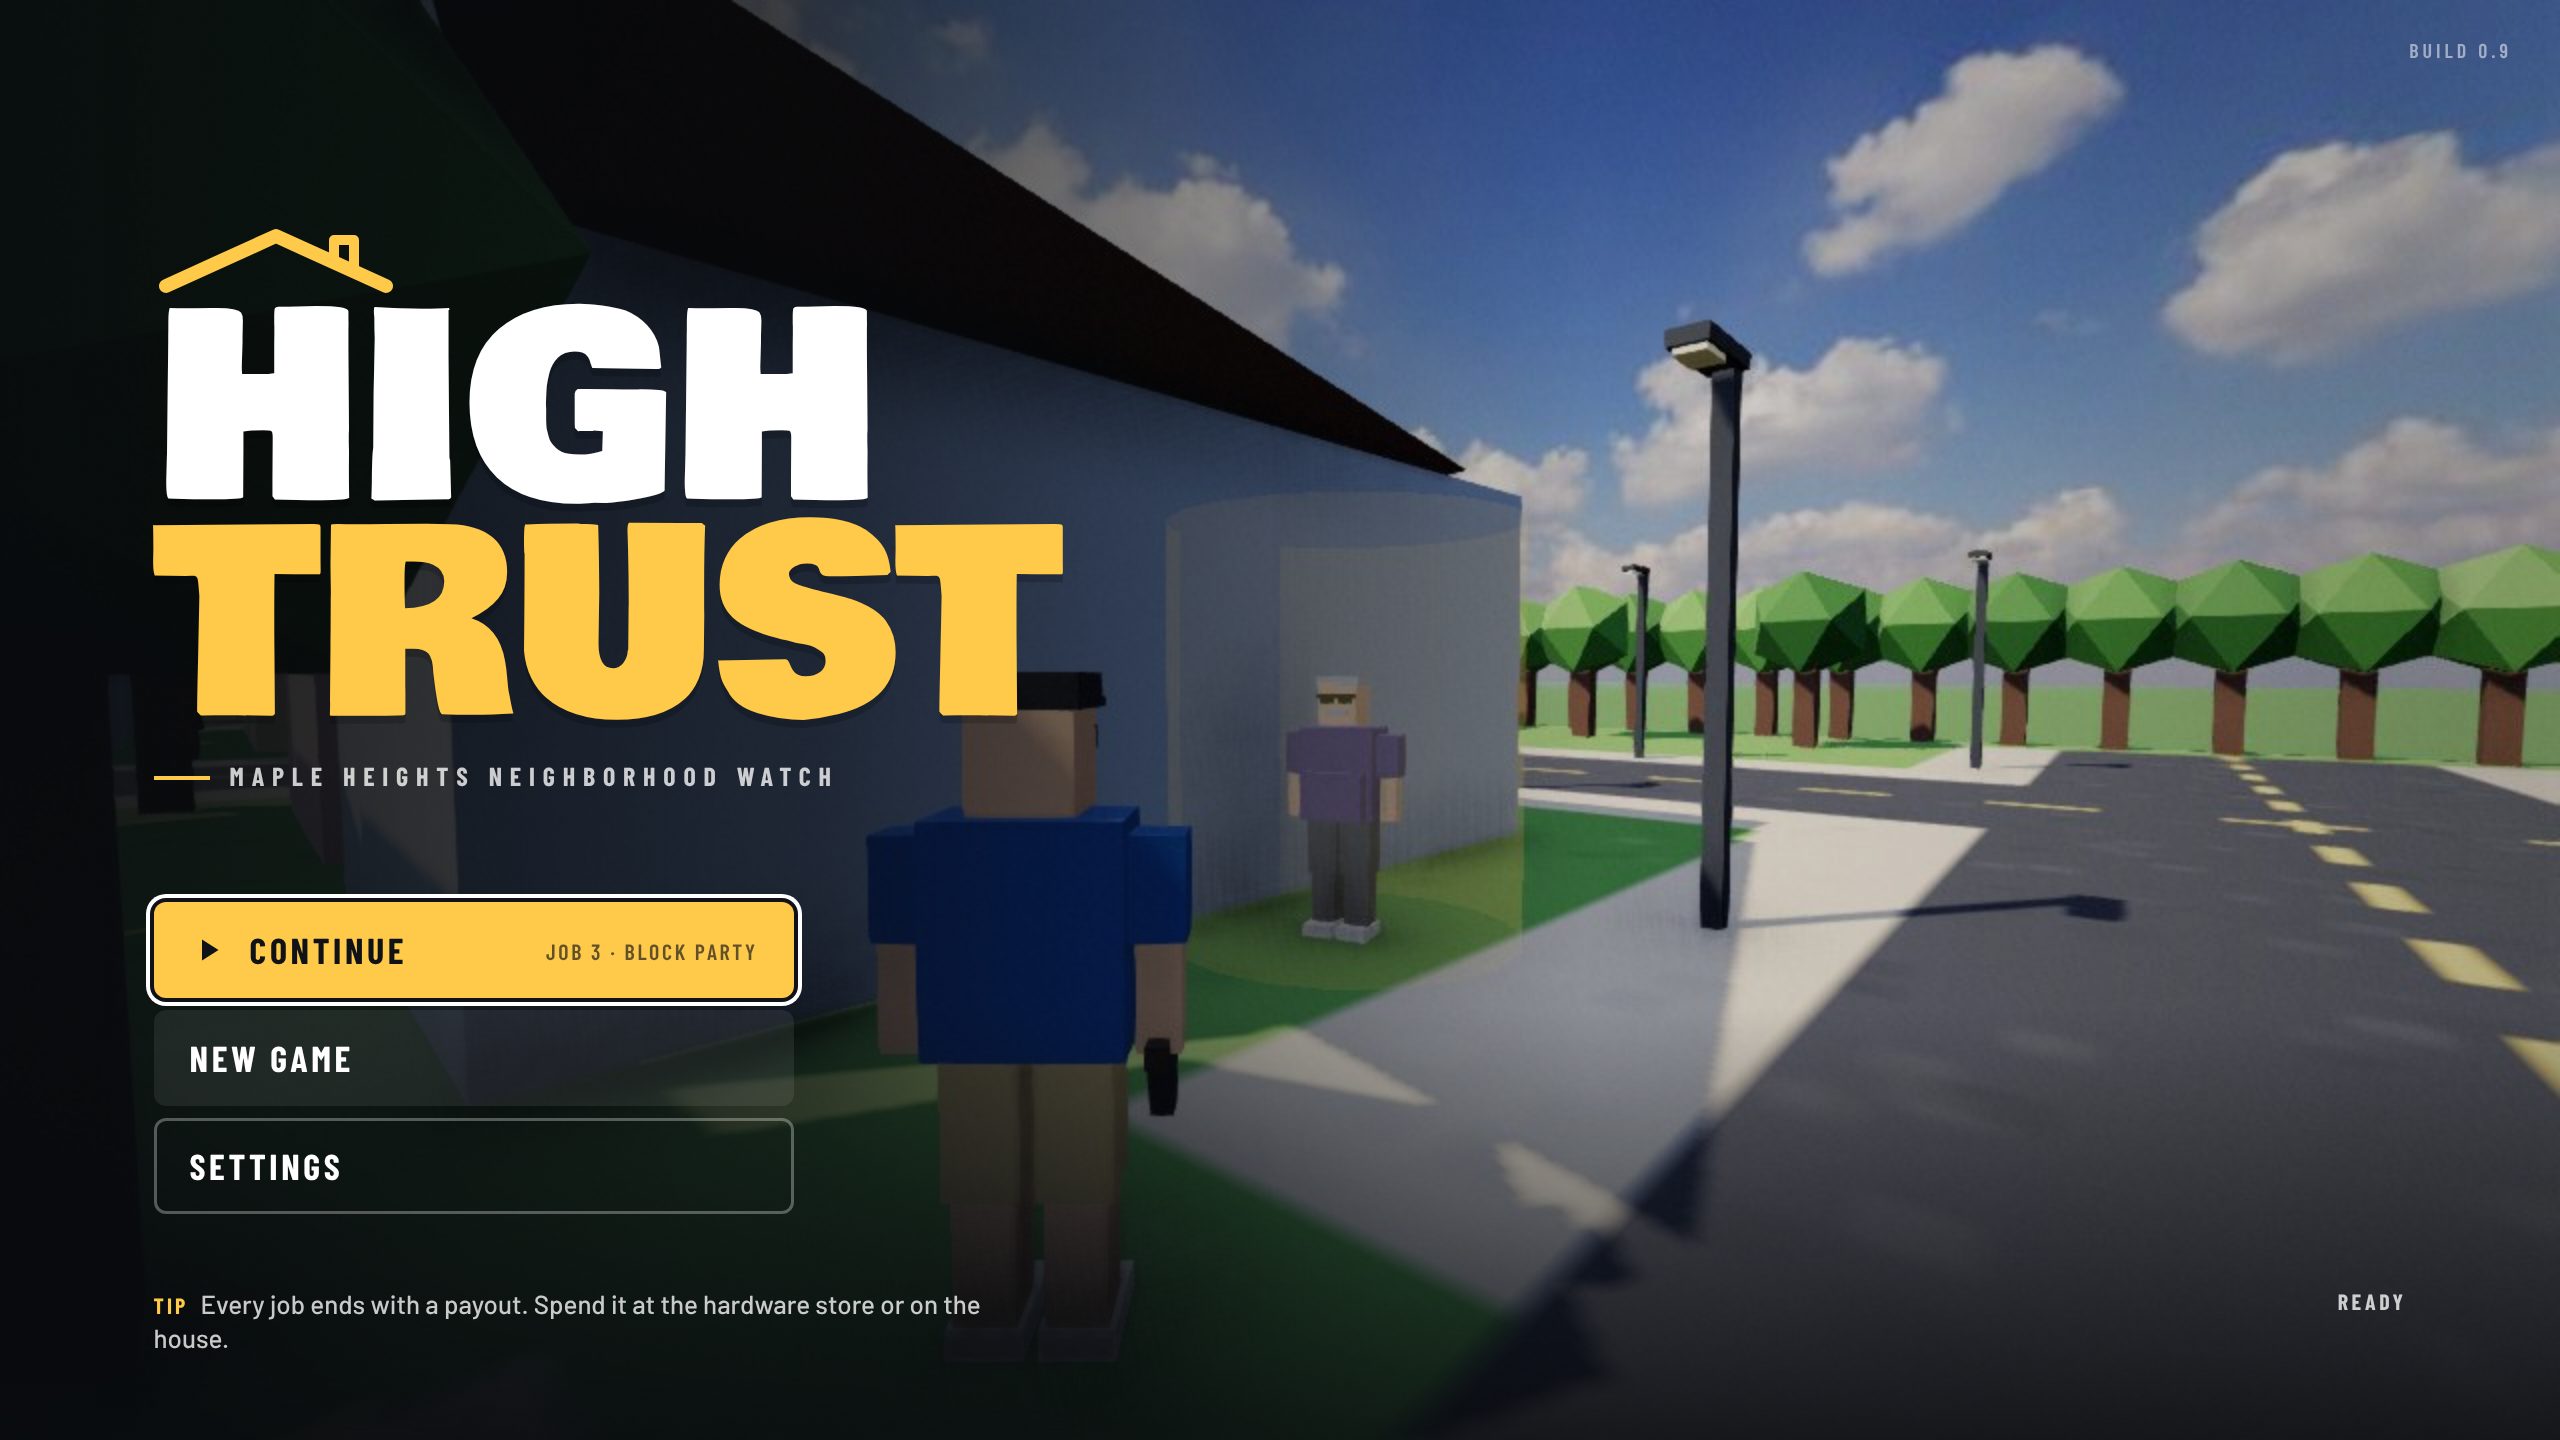 BUILD 0.9
HIGH
TRUST
MAPLE HEIGHTS NEIGHBORHOOD WATCH
CONTINUE JOB 3 · BLOCK PARTY
NEW GAME
SETTINGS
TIP Every job ends with a payout. Spend it at the hardware store or on the
house.
READY